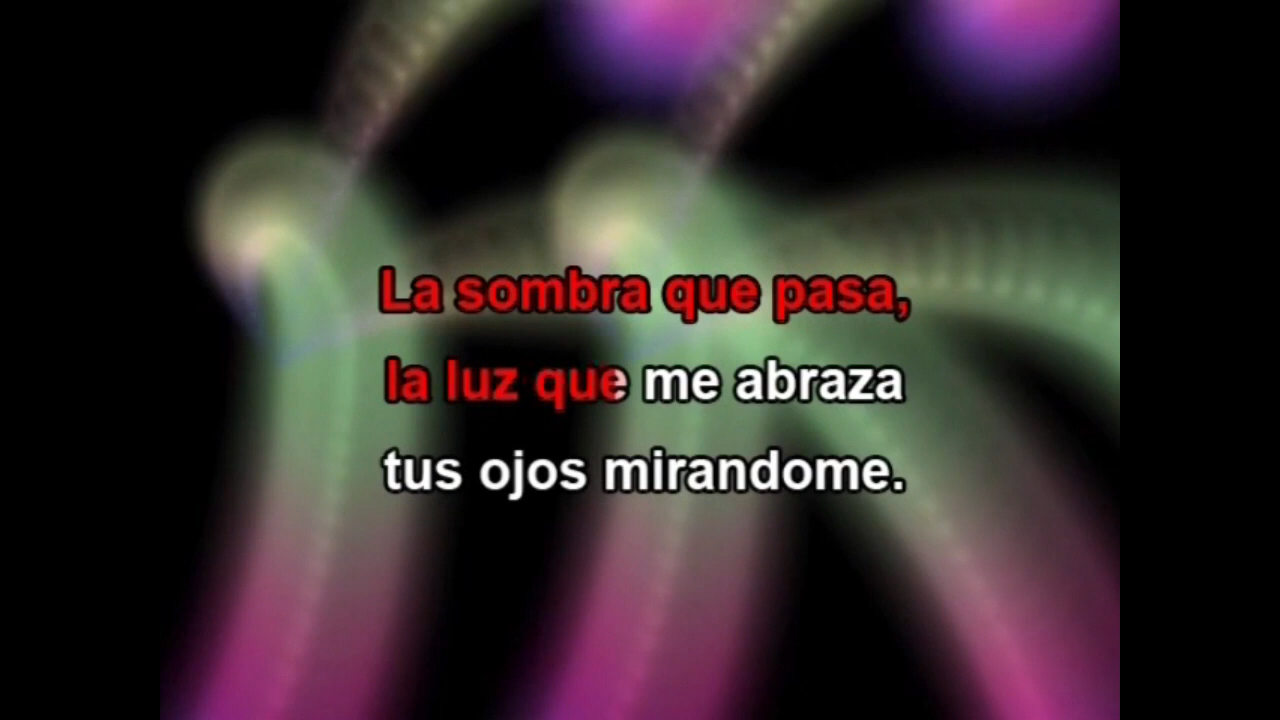 La sombra que pasa,
la luz que me abraza
tus ojos mirandome.